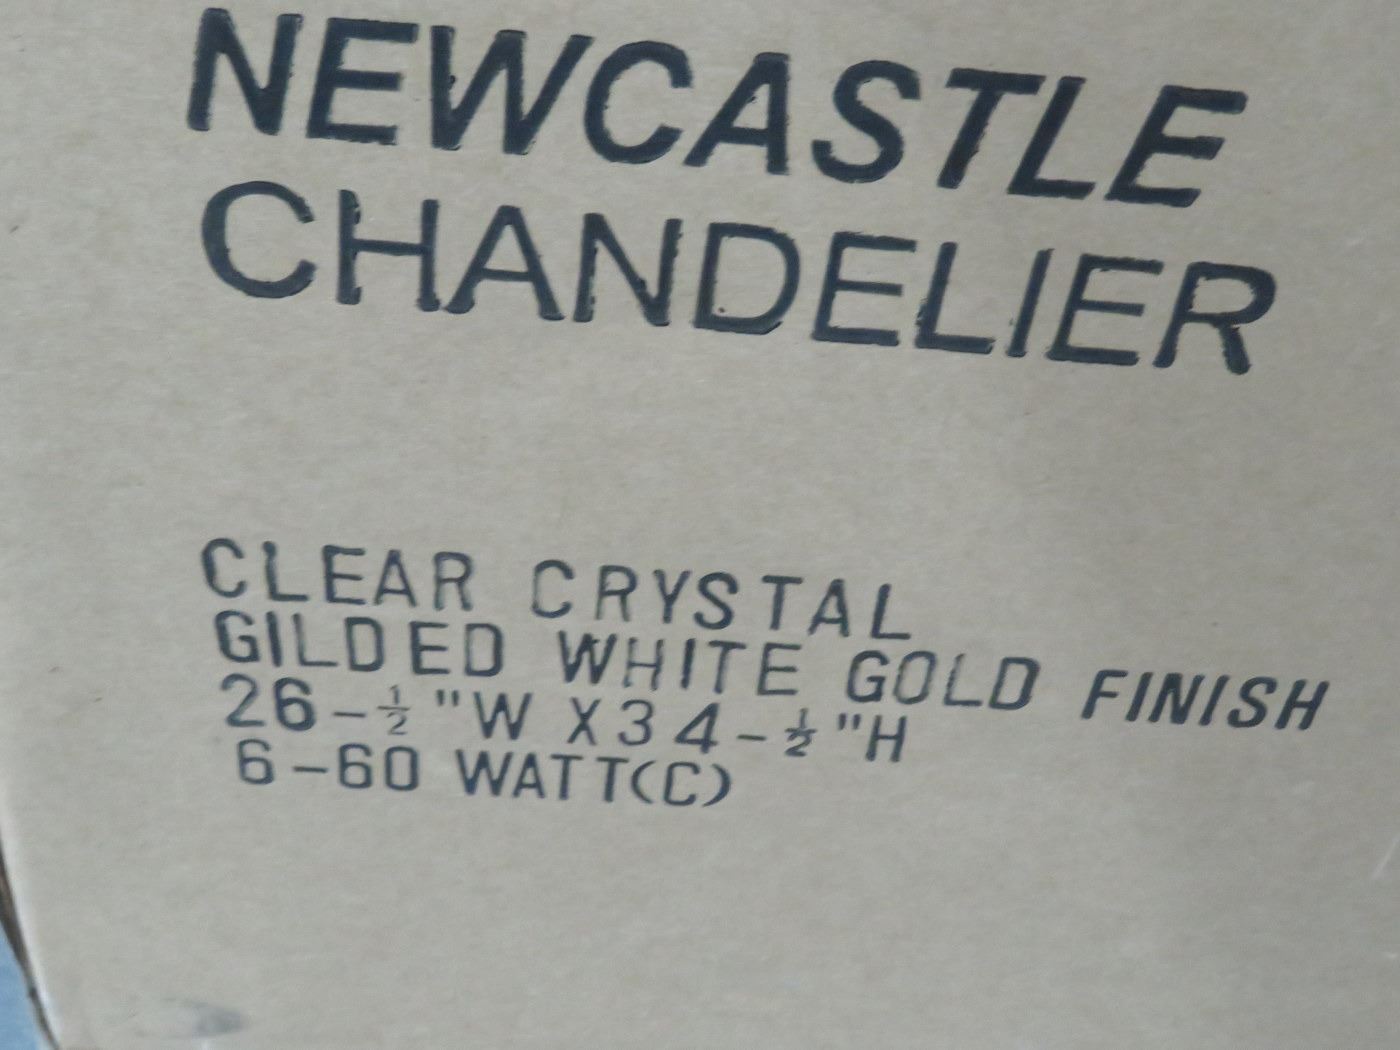 NEWCASTLE
CHANDELIER
CLEAR CRYSTAL
GILDED WHITE GOLD FINISH
26-½"W X34-½"H
6-60 WATT(C)